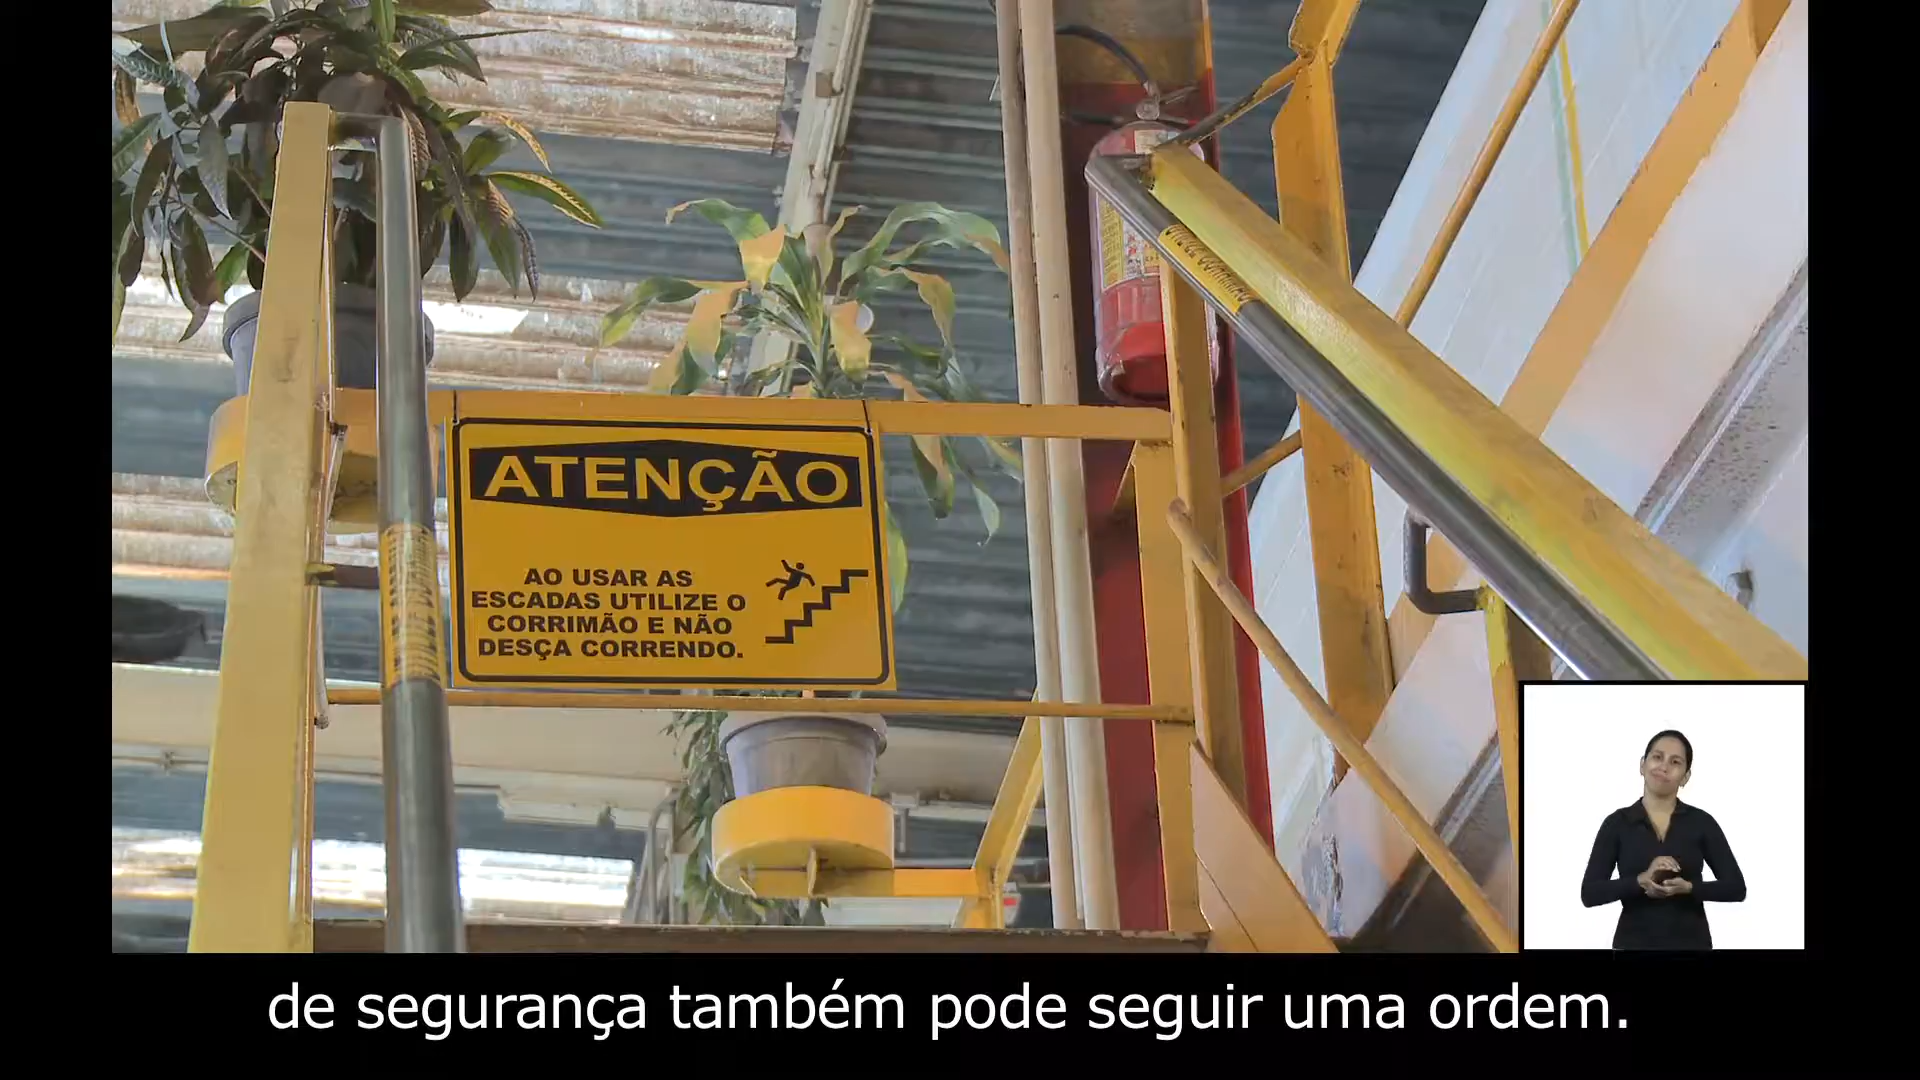 ATENÇÃO
AO USAR AS
ESCADAS UTILIZE O
CORRIMÃO E NÃO
DESÇA CORRENDO.
de segurança também pode seguir uma ordem.